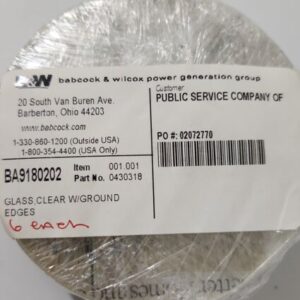 babcock & wilcox power generation group
20 South Van Buren Ave.
Barberton, Ohio 44203
www.babcock.com
1-330-860-1200 (Outside USA)
1-800-354-4400 (USA Only)
Customer
PUBLIC SERVICE COMPANY OF
PO #: 02072770
BA9180202
Item 001 001
Part No. 0430318
GLASS,CLEAR W/GROUND
EDGES
6 each